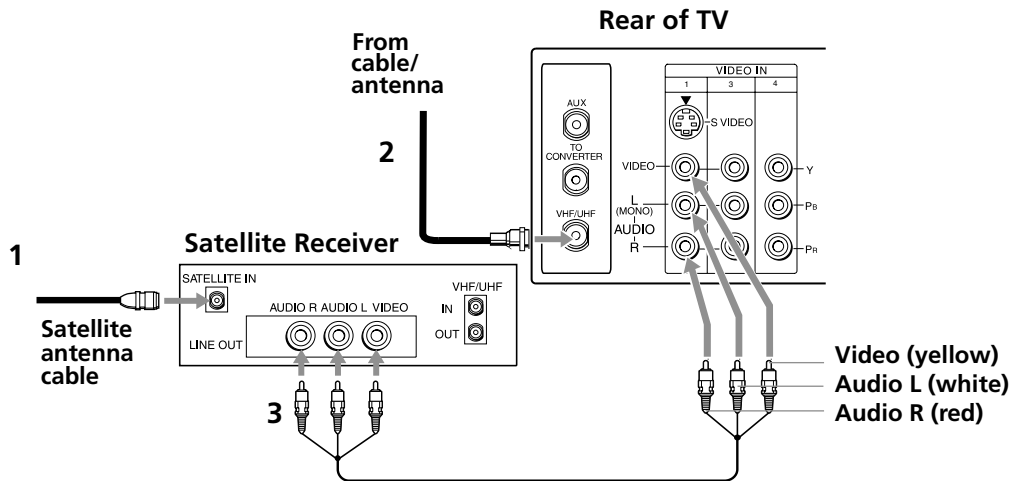 Rear of TV
From
cable/
antenna
2
AUX
TO
CONVERTER
VHF/UHF
VIDEO IN
1 3 4
S VIDEO
VIDEO
Y
L
(MONO)
AUDIO
R
PB
PR
1
Satellite Receiver
SATELLITE IN
VHF/UHF
IN
OUT
AUDIO R AUDIO L VIDEO
LINE OUT
Satellite
antenna
cable
3
Video (yellow)
Audio L (white)
Audio R (red)